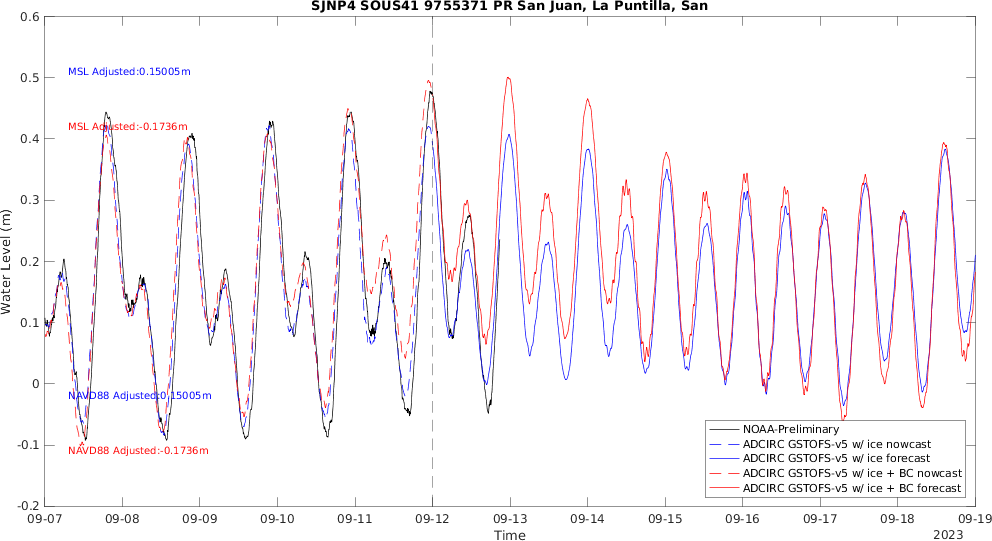 SJNP4 SOUS41 9755371 PR San Juan, La Puntilla, San
0.6
0.5
0.4
0.3
0.2
0.1
0
-0.1
-0.2
Water Level (m)
MSL Adjusted:0.15005m
MSL Adjusted:-0.1736m
NAVD88 Adjusted:0.15005m
NAVD88 Adjusted:-0.1736m
NOAA-Preliminary
ADCIRC GSTOFS-v5 w/ ice nowcast
ADCIRC GSTOFS-v5 w/ ice forecast
ADCIRC GSTOFS-v5 w/ ice + BC nowcast
ADCIRC GSTOFS-v5 w/ ice + BC forecast
09-07 09-08 09-09 09-10 09-11 09-12 09-13 09-14 09-15 09-16 09-17 09-18 09-19
Time
2023